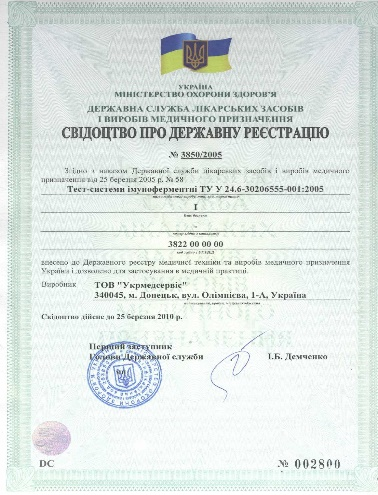 УКРАЇНА
МІНІСТЕРСТВО ОХОРОНИ ЗДОРОВ'Я
ДЕРЖАВНА СЛУЖБА ЛІКАРСЬКИХ ЗАСОБІВ
І ВИРОБІВ МЕДИЧНОГО ПРИЗНАЧЕННЯ
СВІДОЦТВО ПРО ДЕРЖАВНУ РЕЄСТРАЦІЮ
№ 3850/2005
Згідно з наказом Державної служби лікарських засобів і виробів медичного
призначення від 25 березня 2005 р. № 58
Тест-системи імуноферментні ТУ У 24.6-30206555-001:2005
I
3822 00 00 00
внесено до Державного реєстру медичної техніки та виробів медичного призначення
України і дозволено для застосування в медичній практиці.
Виробник ТОВ "Укрмедсервіс"
340045, м. Донецьк, вул. Олімпієва, 1-А, Україна
Свідоцтво дійсне до 25 березня 2010 р.
Перший заступник
Голови Державної служби І.Б. Демченко
DC № 002800